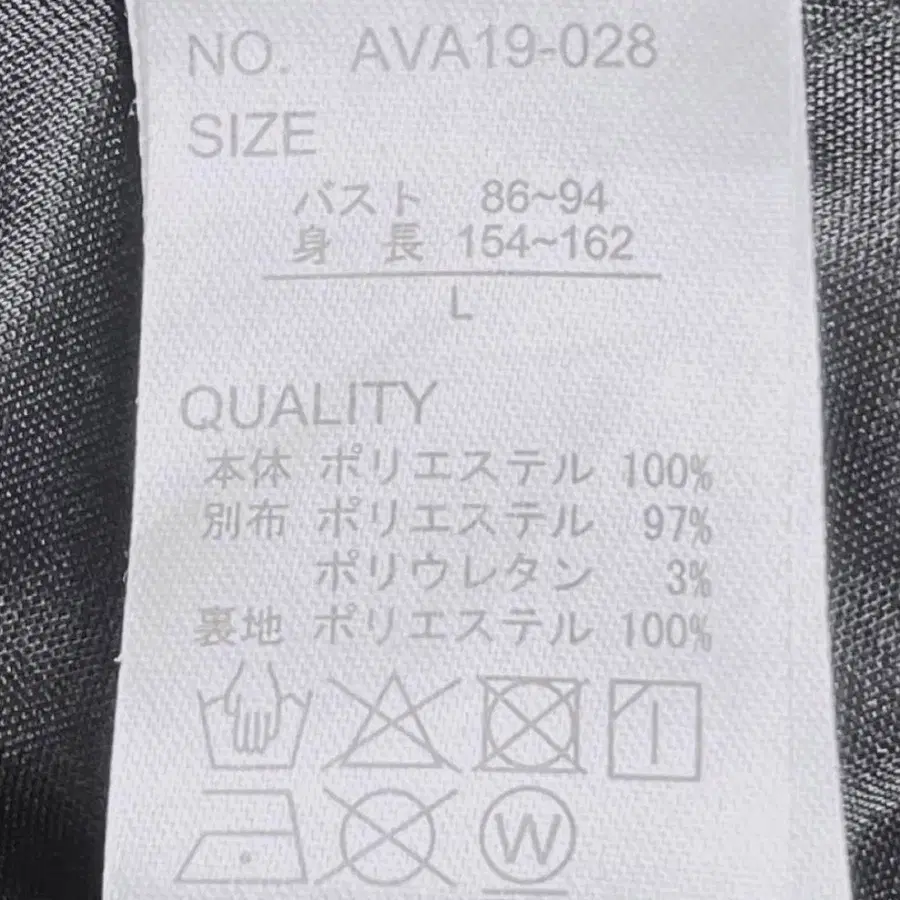 NO. AVA19-028
SIZE
バスト 86~94
身 長 154~162
L
QUALITY
本体 ポリエステル 100%
別布 ポリエステル 97%
ポリウレタン 3%
裏地 ポリエステル 100%
W